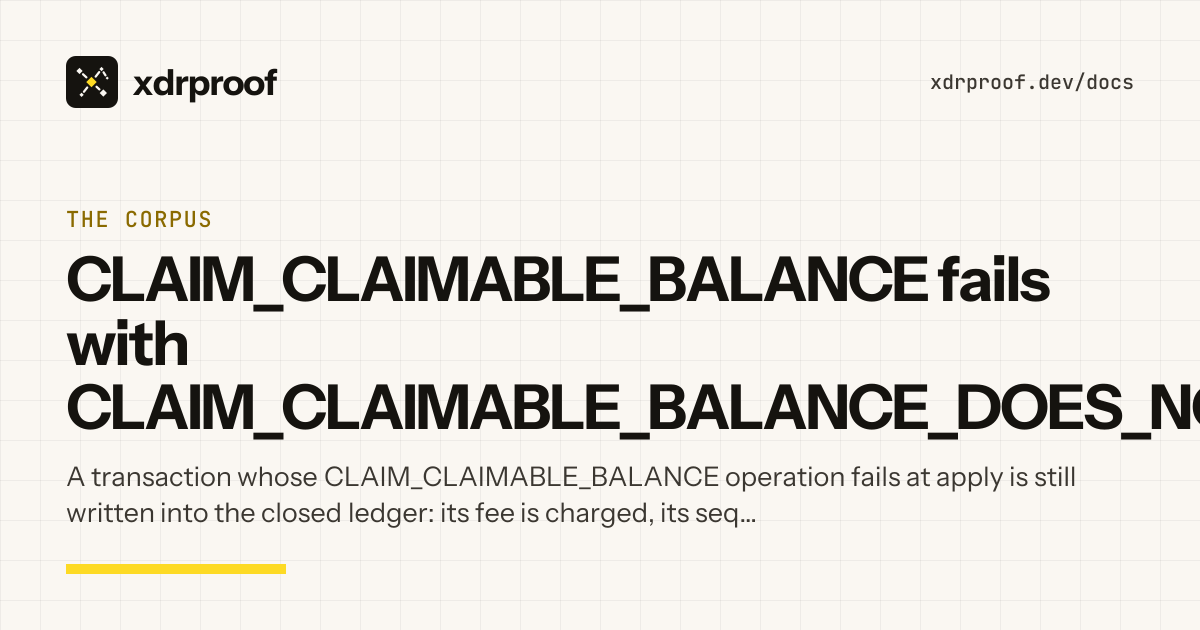 xdrproof
xdrproof.dev/docs
THE CORPUS
CLAIM_CLAIMABLE_BALANCE fails
with
CLAIM_CLAIMABLE_BALANCE_DOES_NO
A transaction whose CLAIM_CLAIMABLE_BALANCE operation fails at apply is still
written into the closed ledger: its fee is charged, its seq…